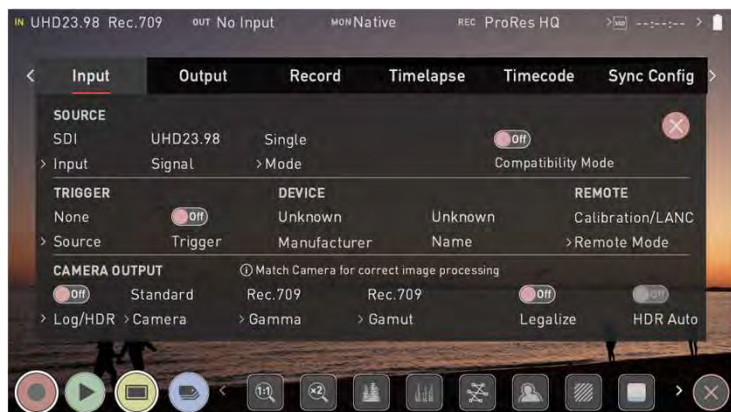 IN UHD23.98 Rec.709 OUT No Input MON Native REC ProRes HQ > SSD --:--:-- >
< Input Output Record Timelapse Timecode Sync Config >
SOURCE
SDI UHD23.98 Single Off
> Input Signal > Mode Compatibility Mode
TRIGGER DEVICE REMOTE
None Off Unknown Unknown Calibration/LANC
> Source Trigger Manufacturer Name > Remote Mode
CAMERA OUTPUT Match Camera for correct image processing
Off Standard Rec.709 Rec.709 Off Off
> Log/HDR > Camera > Gamma > Gamut Legalize HDR Auto
< 1:1 x2 >